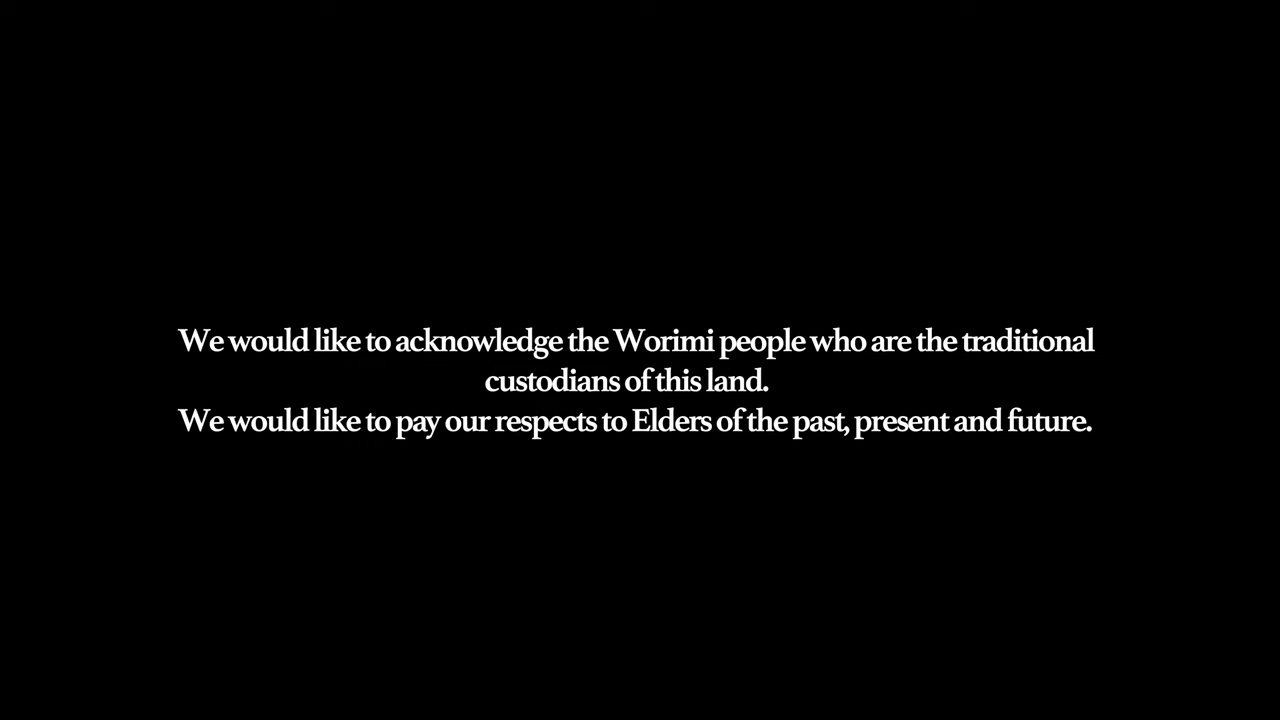 We would like to acknowledge the Worimi people who are the traditional
custodians of this land.
We would like to pay our respects to Elders of the past, present and future.